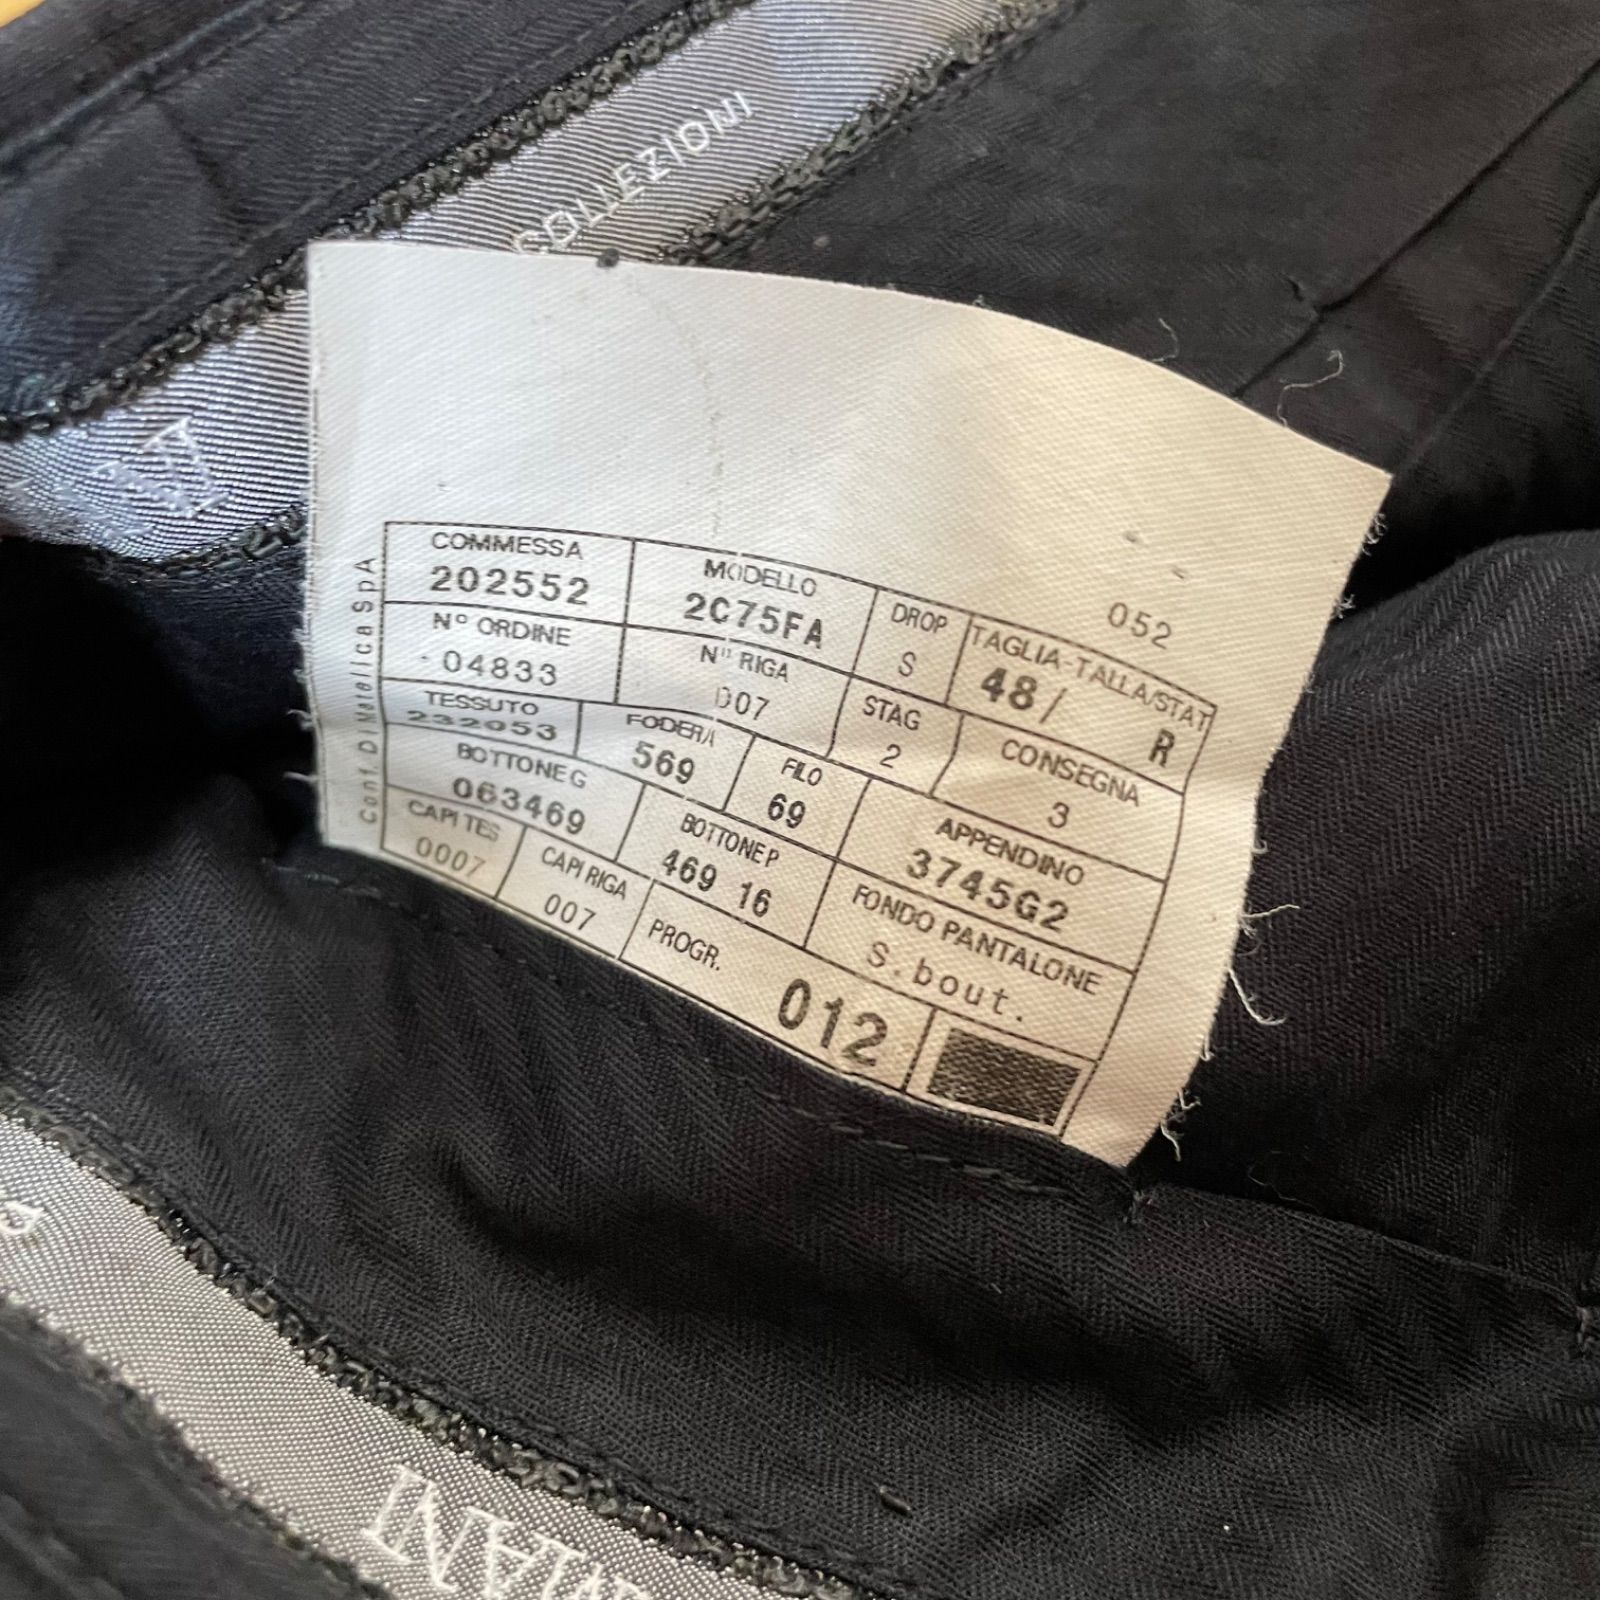 COLLEZIONI
052
COMMESSA
202552
MODELLO
2C75FA
DROP
S
TAGLIA-TALLA/STAT
48/ R
N° ORDINE
04833
N° RIGA
007
STAG
2
CONSEGNA
3
TESSUTO
232053
FODERA
569
FILO
69
APPENDINO
3745G2
BOTTONE G
063469
BOTTONE P
469 16
FONDO PANTALONE
S.bout.
CAPI TES
0007
CAPI RIGA
007
PROGR.
012
Conf. Di Matelica SpA